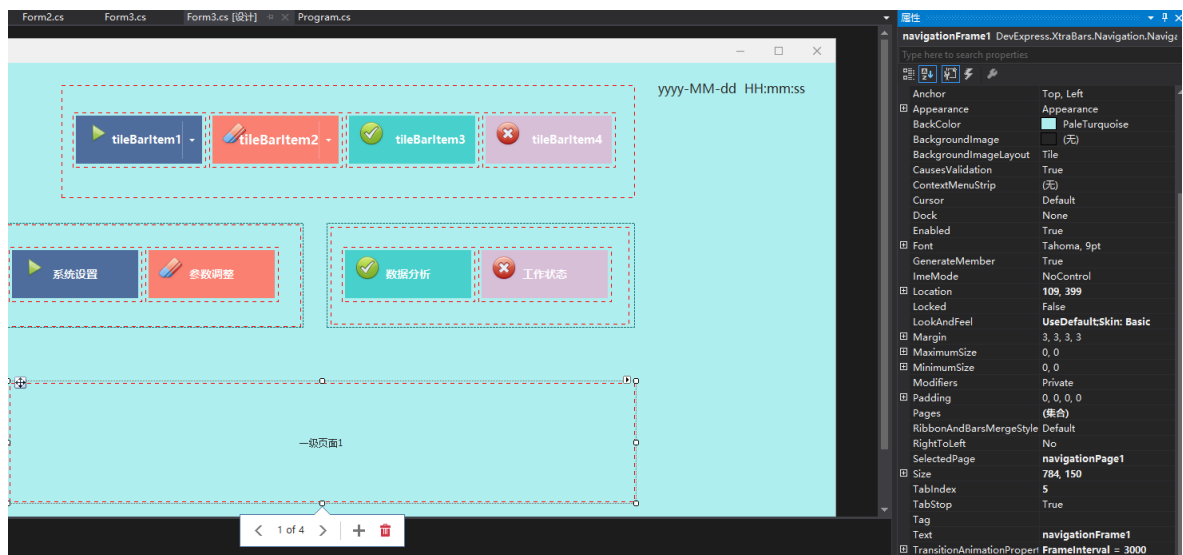 Form2.cs
Form3.cs
Form3.cs [设计]
Program.cs
yyyy-MM-dd HH:mm:ss
tileBarItem1
tileBarItem2
tileBarItem3
tileBarItem4
系统设置
参数调整
数据分析
工作状态
一级页面1
1 of 4
属性
navigationFrame1 DevExpress.XtraBars.Navigation.Naviga
Type here to search properties
Anchor Top, Left
Appearance Appearance
BackColor PaleTurquoise
BackgroundImage (无)
BackgroundImageLayout Tile
CausesValidation True
ContextMenuStrip (无)
Cursor Default
Dock None
Enabled True
Font Tahoma, 9pt
GenerateMember True
ImeMode NoControl
Location 109, 399
Locked False
LookAndFeel UseDefault;Skin: Basic
Margin 3, 3, 3, 3
MaximumSize 0, 0
MinimumSize 0, 0
Modifiers Private
Padding 0, 0, 0, 0
Pages (集合)
RibbonAndBarsMergeStyle Default
RightToLeft No
SelectedPage navigationPage1
Size 784, 150
TabIndex 5
TabStop True
Tag
Text navigationFrame1
TransitionAnimationPropert FrameInterval = 3000